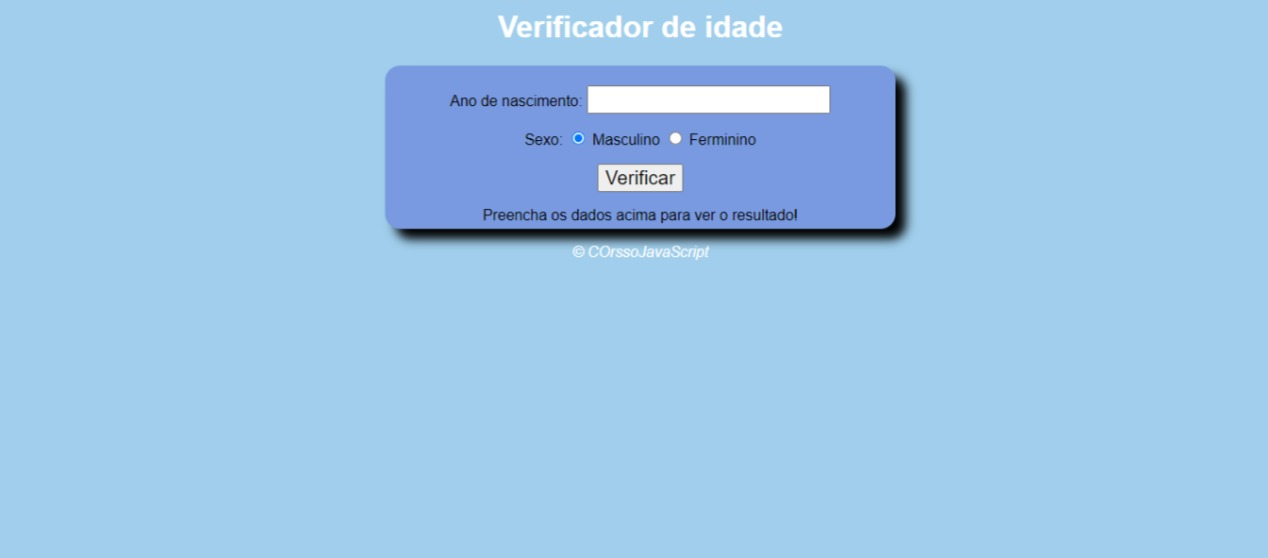 Verificador de idade
Ano de nascimento:
Sexo: Masculino Ferminino
Verificar
Preencha os dados acima para ver o resultado!
© COrssoJavaScript